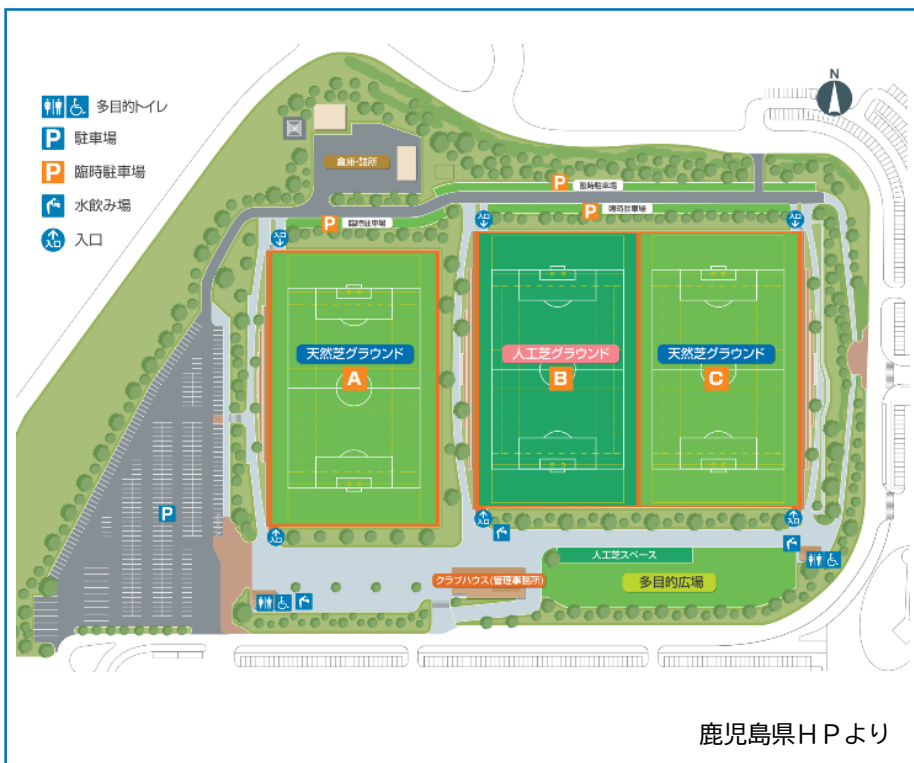 N
多目的トイレ
P 駐車場
P 臨時駐車場
水飲み場
入口 入口
倉庫・詰所
P 臨時駐車場
P 臨時駐車場
P 臨時駐車場
入口
入口
入口
天然芝グラウンド
A
人工芝グラウンド
B
天然芝グラウンド
C
P
入口
入口
入口
人工芝スペース
クラブハウス(管理事務所)
多目的広場
鹿児島県HPより